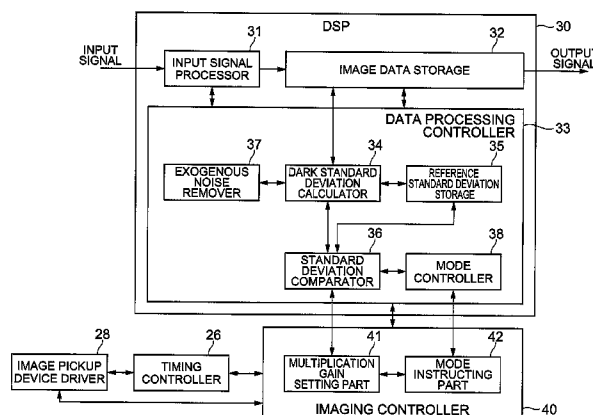 DSP
30
31
32
INPUT
SIGNAL
INPUT SIGNAL
PROCESSOR
IMAGE DATA STORAGE
OUTPUT
SIGNAL
DATA PROCESSING
CONTROLLER
33
37
34
35
EXOGENOUS
NOISE
REMOVER
DARK STANDARD
DEVIATION
CALCULATOR
REFERENCE
STANDARD DEVIATION
STORAGE
36
38
STANDARD
DEVIATION
COMPARATOR
MODE
CONTROLLER
28
26
41
42
IMAGE PICKUP
DEVICE DRIVER
TIMING
CONTROLLER
MULTIPLICATION
GAIN
SETTING PART
MODE
INSTRUCTING
PART
IMAGING CONTROLLER
40